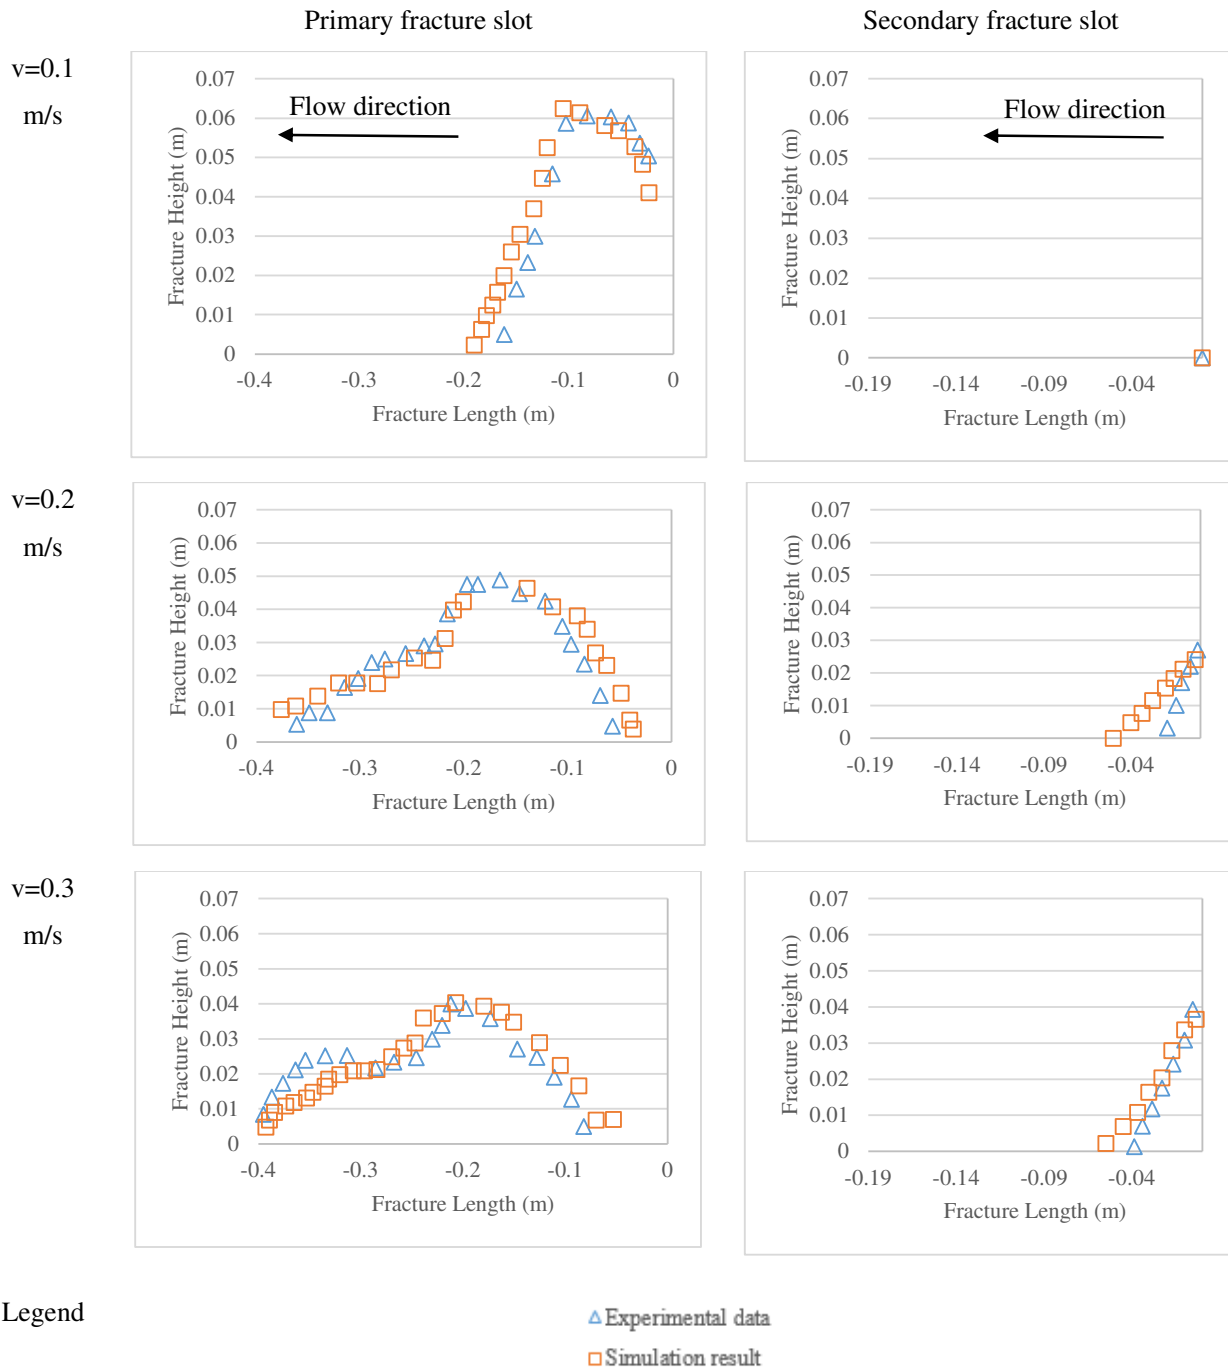 Primary fracture slot
Secondary fracture slot
v=0.1
m/s
Fracture Height (m)
0.07
0.06
0.05
0.04
0.03
0.02
0.01
0
Flow direction
-0.4 -0.3 -0.2 -0.1 0
Fracture Length (m)
Fracture Height (m)
0.07
0.06
0.05
0.04
0.03
0.02
0.01
0
Flow direction
-0.19 -0.14 -0.09 -0.04
Fracture Length (m)
v=0.2
m/s
Fracture Height (m)
0.07
0.06
0.05
0.04
0.03
0.02
0.01
0
-0.4 -0.3 -0.2 -0.1 0
Fracture Length (m)
Fracture Height (m)
0.07
0.06
0.05
0.04
0.03
0.02
0.01
0
-0.19 -0.14 -0.09 -0.04
Fracture Length (m)
v=0.3
m/s
Fracture Height (m)
0.07
0.06
0.05
0.04
0.03
0.02
0.01
0
-0.4 -0.3 -0.2 -0.1 0
Fracture Length (m)
Fracture Height (m)
0.07
0.06
0.05
0.04
0.03
0.02
0.01
0
-0.19 -0.14 -0.09 -0.04
Fracture Length (m)
Legend
Experimental data
Simulation result